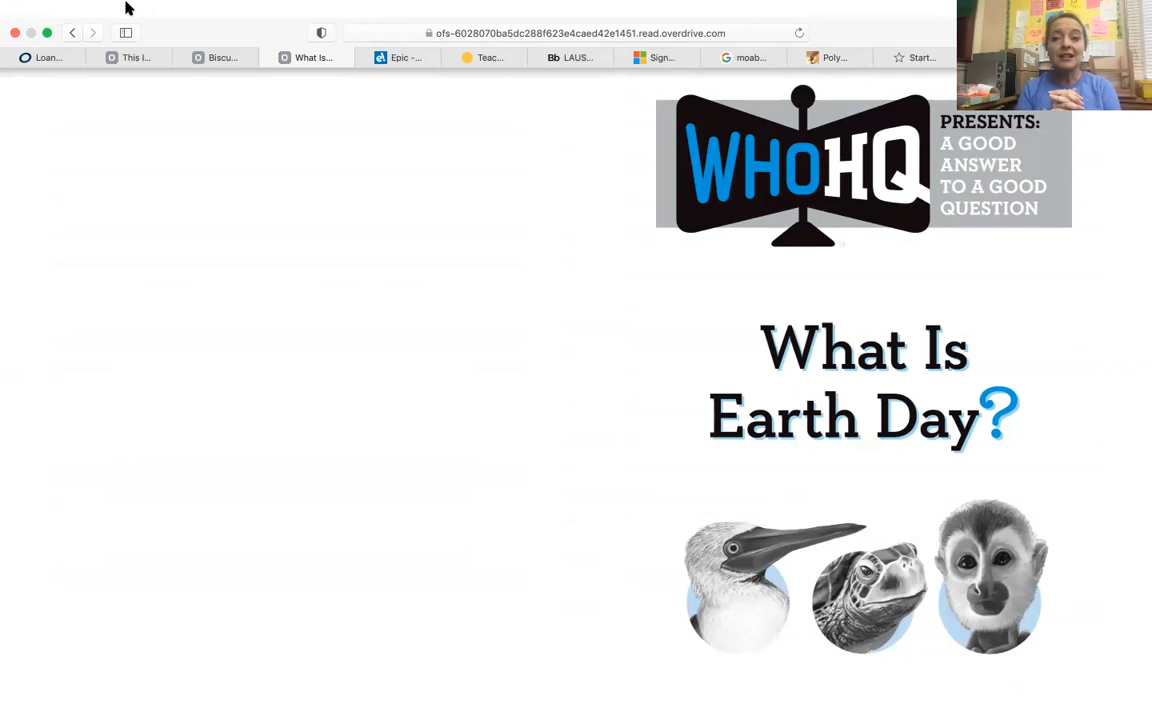 ofs-6028070ba5dc288f623e4caed42e1451.read.overdrive.com
Loan...
This I...
Biscu...
What Is...
Epic -...
Teac...
Bb LAUS...
Sign...
moab...
Poly...
Start...
WHOHQ
PRESENTS:
A GOOD
ANSWER
TO A GOOD
QUESTION
What Is
Earth Day?